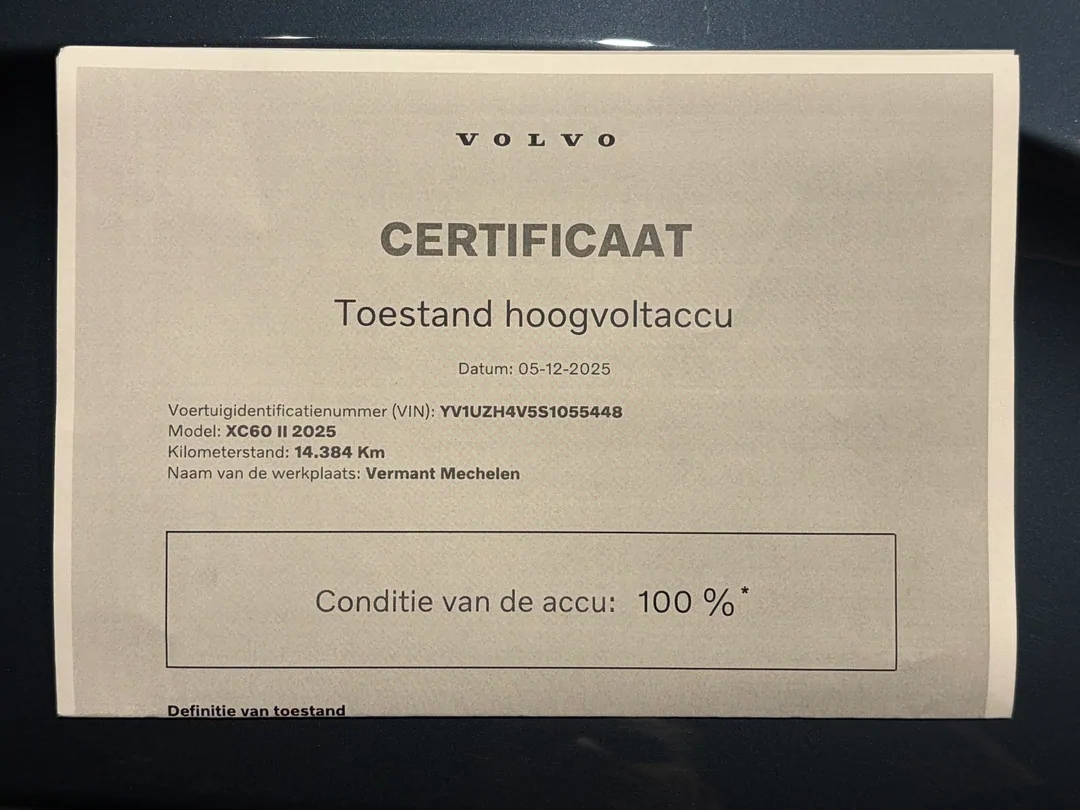 VOLVO
CERTIFICAAT
Toestand hoogvoltaccu
Datum: 05-12-2025
Voertuigidentificatienummer (VIN): YV1UZH4V5S1055448
Model: XC60 II 2025
Kilometerstand: 14.384 Km
Naam van de werkplaats: Vermant Mechelen
Conditie van de accu: 100 %*
Definitie van toestand